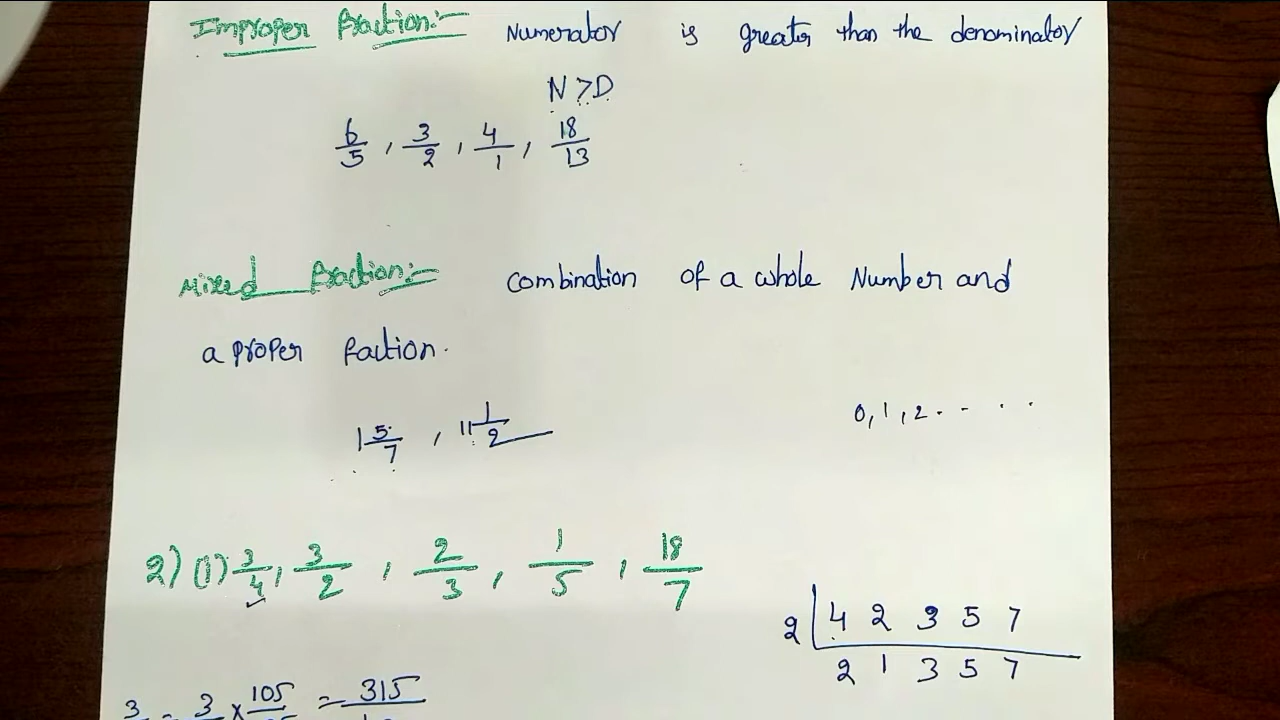 Improper Fraction:- Numerator is greater than the denominator
N > D
6/5 , 3/2 , 4/1 , 18/13
Mixed Fraction:- Combination of a whole Number and
a proper faction.
1 5/7 , 11 1/2
0, 1, 2 . - . .
2) (1) 3/4, 3/2 , 2/3 , 1/5 , 18/7
2 | 4 2 3 5 7
2 1 3 5 7
3 = 3 × 105 = 315